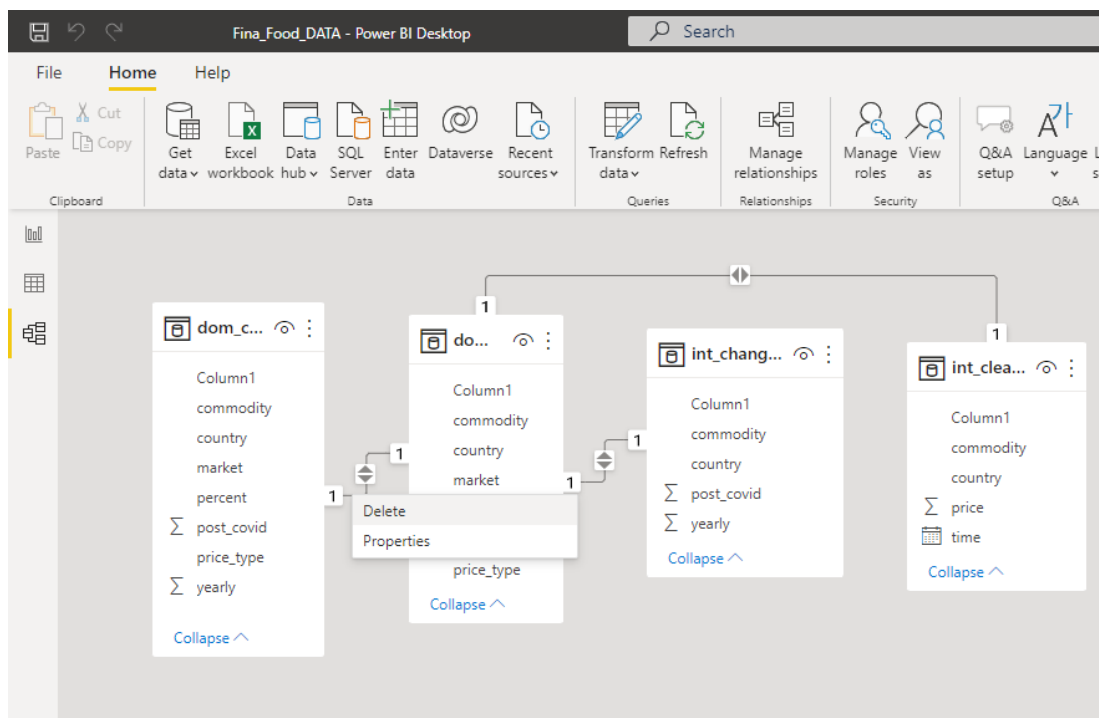 Fina_Food_DATA - Power BI Desktop
Search
File Home Help
Paste
Cut
Copy
Get data
Excel workbook
Data hub
SQL Server
Enter data
Dataverse
Recent sources
Transform data
Refresh
Manage relationships
Manage roles
View as
Q&A setup
Language
L
s
Clipboard
Data
Queries
Relationships
Security
Q&A
dom_c...
Column1
commodity
country
market
percent
Σ post_covid
price_type
Σ yearly
Collapse
1
1
1
do...
Column1
commodity
country
market
price_type
Collapse
Delete
Properties
1
1
int_chang...
Column1
commodity
country
Σ post_covid
Σ yearly
Collapse
1
int_clea...
Column1
commodity
country
Σ price
time
Collapse